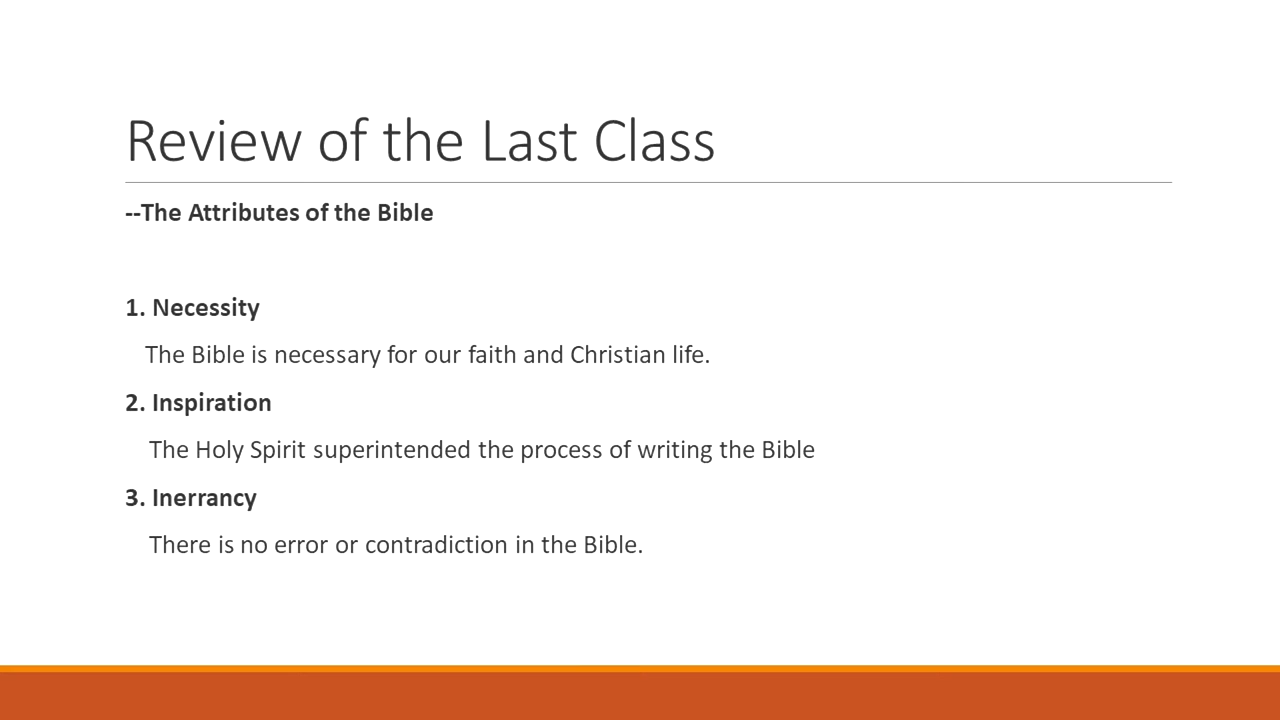 Review of the Last Class
--The Attributes of the Bible
1. Necessity
The Bible is necessary for our faith and Christian life.
2. Inspiration
The Holy Spirit superintended the process of writing the Bible
3. Inerrancy
There is no error or contradiction in the Bible.